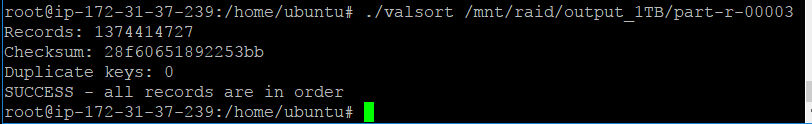 root@ip-172-31-37-239:/home/ubuntu# ./valsort /mnt/raid/output_1TB/part-r-00003
Records: 1374414727
Checksum: 28f60651892253bb
Duplicate keys: 0
SUCCESS - all records are in order
root@ip-172-31-37-239:/home/ubuntu#